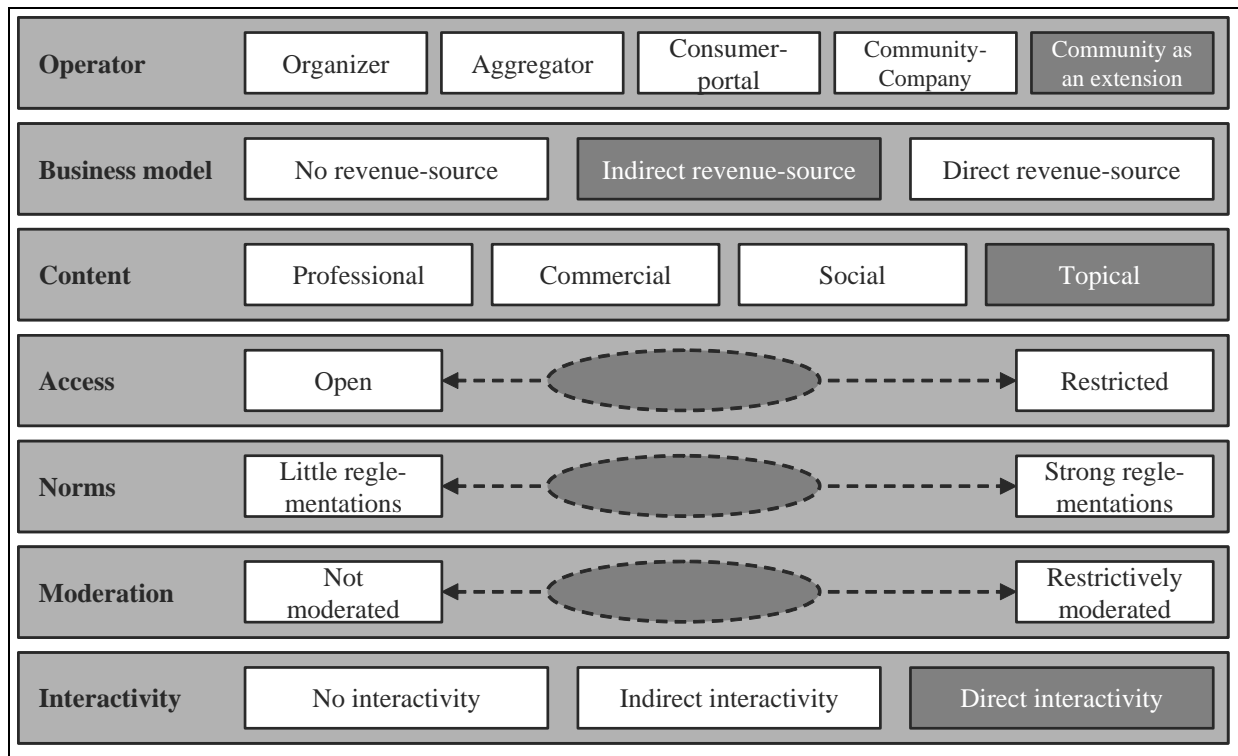 Operator
Organizer
Aggregator
Consumer-
portal
Community-
Company
Community as
an extension
Business model
No revenue-source
Indirect revenue-source
Direct revenue-source
Content
Professional
Commercial
Social
Topical
Access
Open
Restricted
Norms
Little regle-
mentations
Strong regle-
mentations
Moderation
Not
moderated
Restrictively
moderated
Interactivity
No interactivity
Indirect interactivity
Direct interactivity